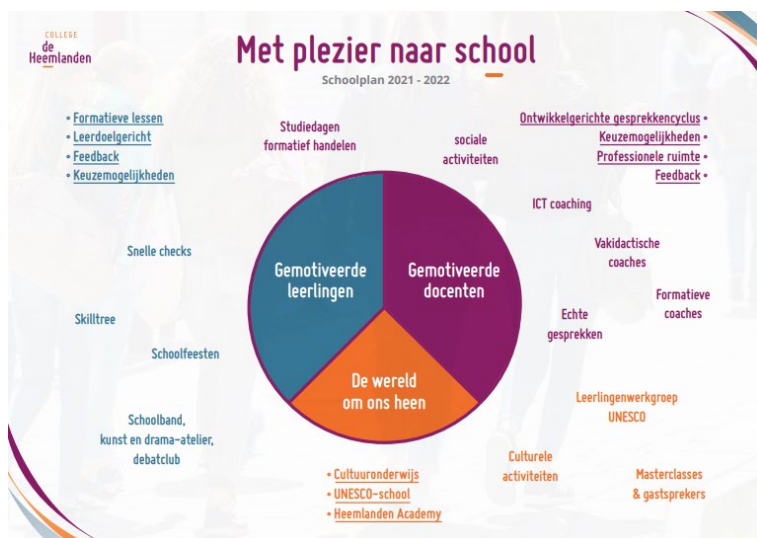 COLLEGE
de
Heemlanden
Met plezier naar school
Schoolplan 2021 - 2022
• Formatieve lessen
• Leerdoelgericht
• Feedback
• Keuzemogelijkheden
Studiedagen
formatief handelen
sociale
activiteiten
Ontwikkelgerichte gesprekkencyclus •
Keuzemogelijkheden •
Professionele ruimte •
Feedback •
ICT coaching
Vakidactische
coaches
Formatieve
coaches
Echte
gesprekken
Snelle checks
Skilltree
Schoolfeesten
Schoolband,
kunst en drama-atelier,
debatclub
Gemotiveerde
leerlingen
Gemotiveerde
docenten
De wereld
om ons heen
Leerlingenwerkgroep
UNESCO
Culturele
activiteiten
Masterclasses
& gastsprekers
• Cultuuronderwijs
• UNESCO-school
• Heemlanden Academy